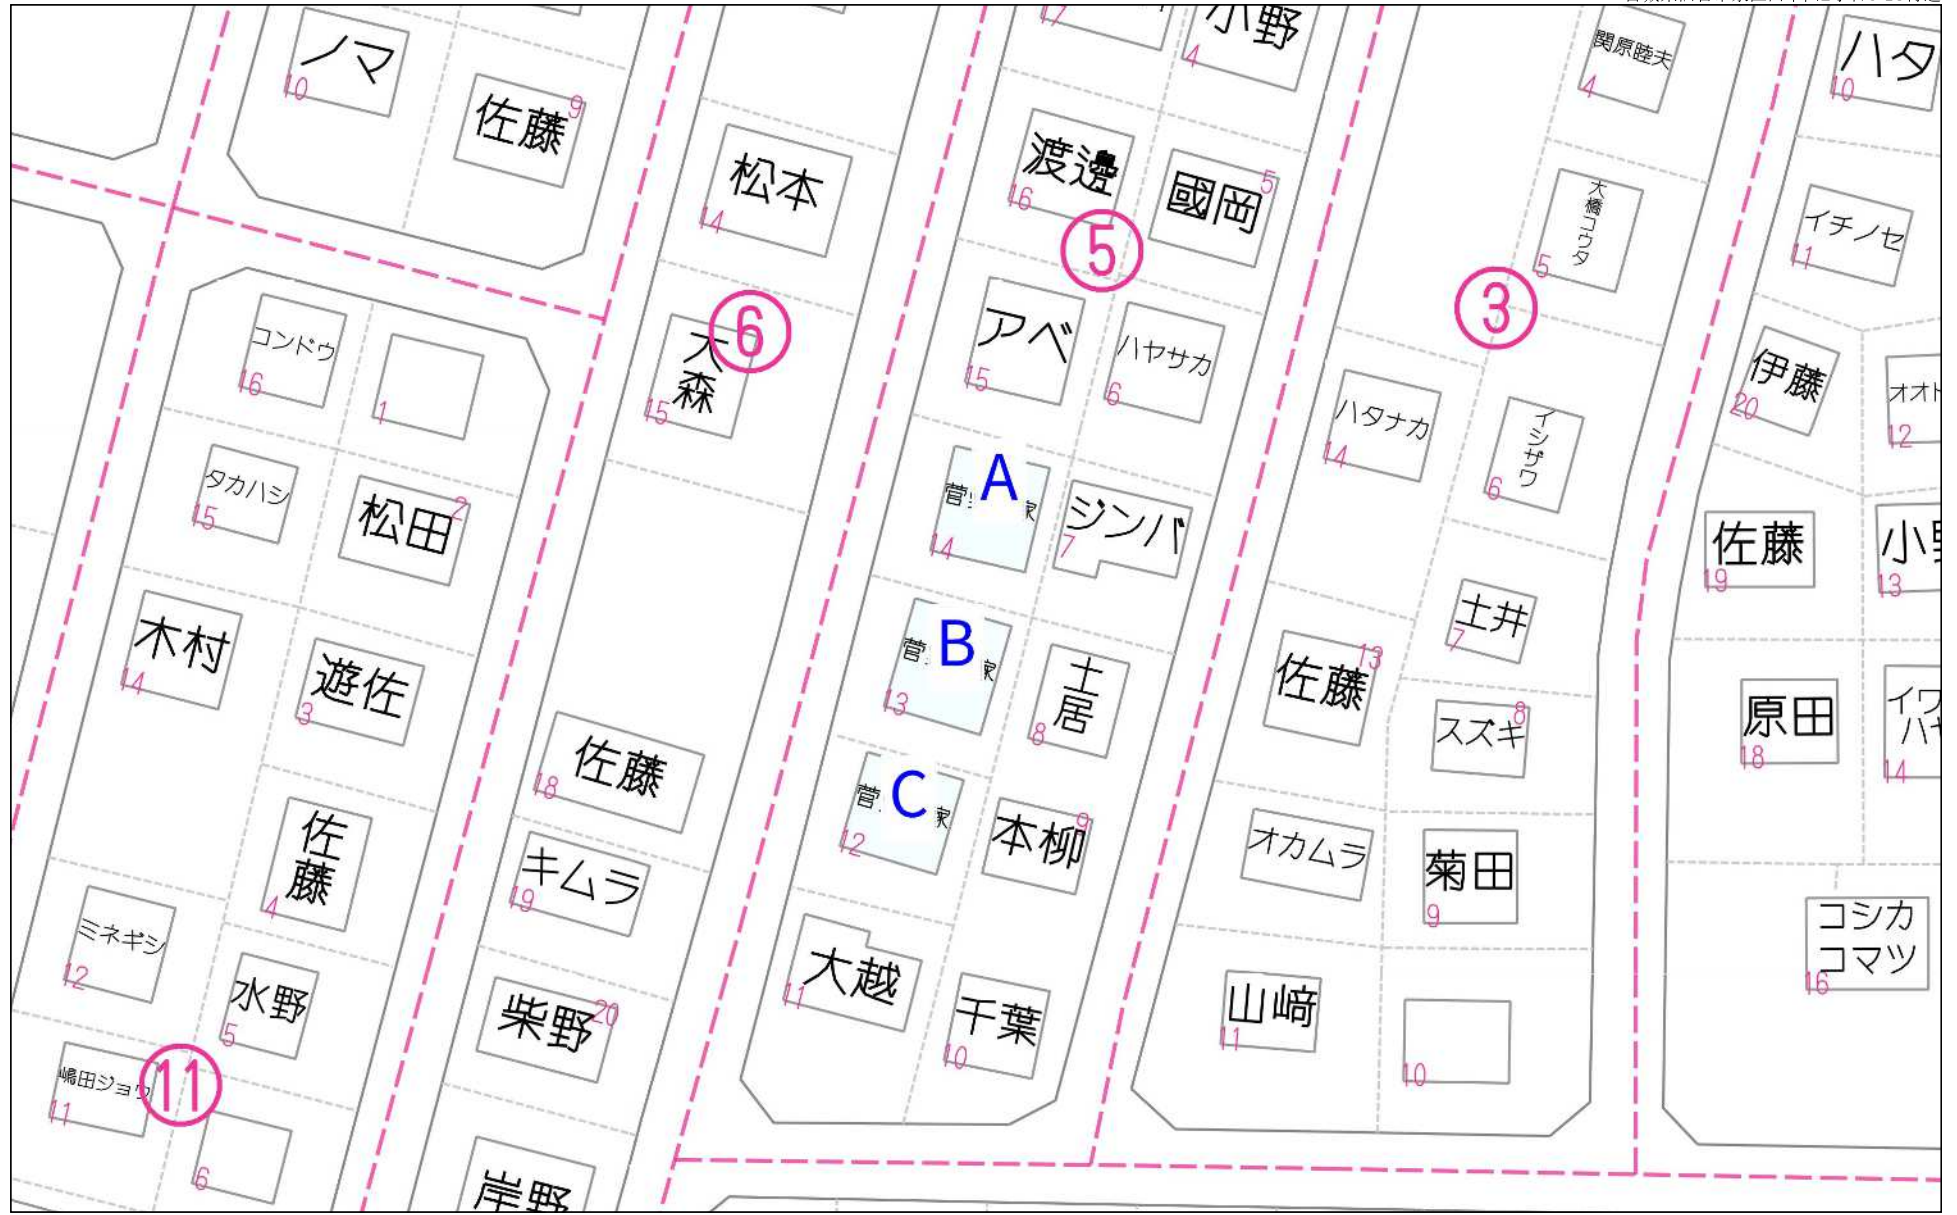 ノマ
10
佐藤
9
松本
14
17
小野
4
渡邊
16
國岡
5
⑤
関原睦夫
4
大橋コウタ
5
③
ハタ
10
イチノセ
11
コンドウ
16
1
⑥
大森
15
アベ
15
ハヤサカ
6
ハタナカ
14
イシザワ
6
伊藤
20
12
タカハシ
15
松田
2
A
14
ジンバ
7
佐藤
19
13
木村
14
遊佐
3
B
13
土居
8
佐藤
13
土井
7
スズキ
8
原田
18
14
佐藤
18
C
12
本柳
9
オカムラ
菊田
9
佐藤
4
キムラ
19
ミネギシ
12
水野
5
柴野
20
大越
11
千葉
10
山﨑
11
10
コシカ
コマツ
16
嶋田ジョウ
11
⑪
6
岸野